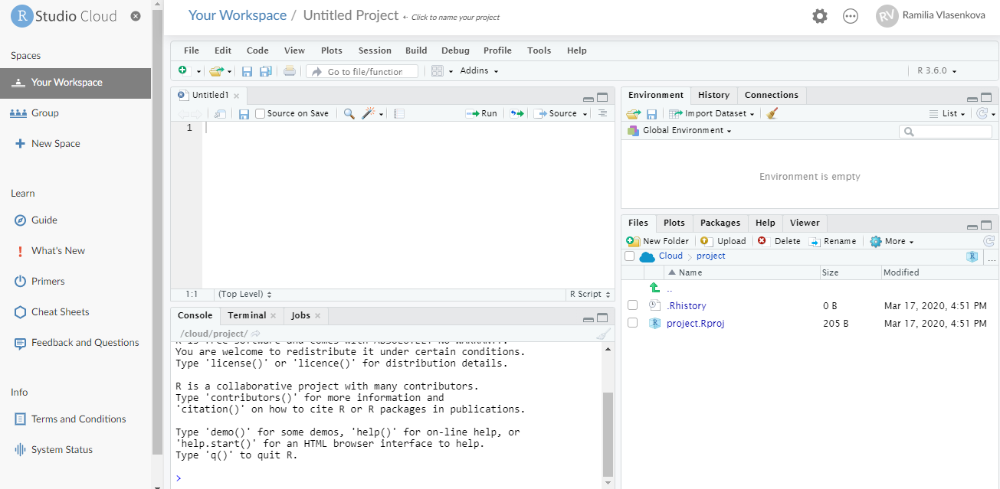 R Studio Cloud
Spaces
Your Workspace
Group
New Space
Learn
Guide
What's New
Primers
Cheat Sheets
Feedback and Questions
Info
Terms and Conditions
System Status
Your Workspace / Untitled Project ← Click to name your project
RV Ramilia Vlasenkova
File Edit Code View Plots Session Build Debug Profile Tools Help
Go to file/function Addins R 3.6.0
Untitled1
Source on Save Run Source
1
1:1 (Top Level) R Script
Console Terminal Jobs
/cloud/project/
R is free software and comes with ABSOLUTELY NO WARRANTY.
You are welcome to redistribute it under certain conditions.
Type 'license()' or 'licence()' for distribution details.
R is a collaborative project with many contributors.
Type 'contributors()' for more information and
'citation()' on how to cite R or R packages in publications.
Type 'demo()' for some demos, 'help()' for on-line help, or
'help.start()' for an HTML browser interface to help.
Type 'q()' to quit R.
>
Environment History Connections
Import Dataset List
Global Environment
Environment is empty
Files Plots Packages Help Viewer
New Folder Upload Delete Rename More
Cloud project R ...
Name Size Modified
..
.Rhistory 0 B Mar 17, 2020, 4:51 PM
project.Rproj 205 B Mar 17, 2020, 4:51 PM